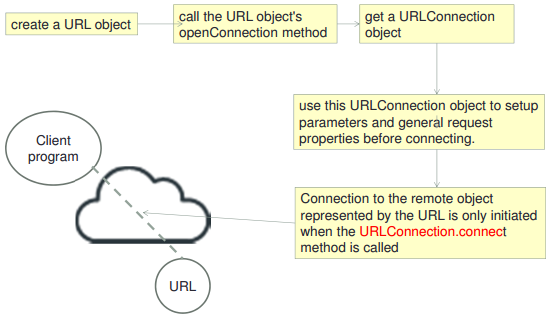 create a URL object
call the URL object's
openConnection method
get a URLConnection
object
use this URLConnection object to setup
parameters and general request
properties before connecting.
Client
program
Connection to the remote object
represented by the URL is only initiated
when the URLConnection.connect
method is called
URL